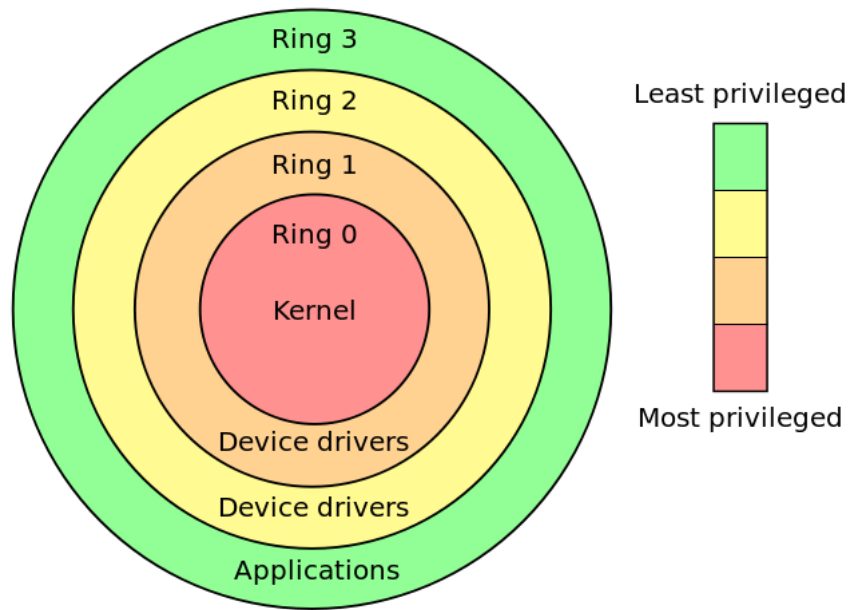 Ring 3
Ring 2
Ring 1
Ring 0
Kernel
Device drivers
Device drivers
Applications
Least privileged
Most privileged